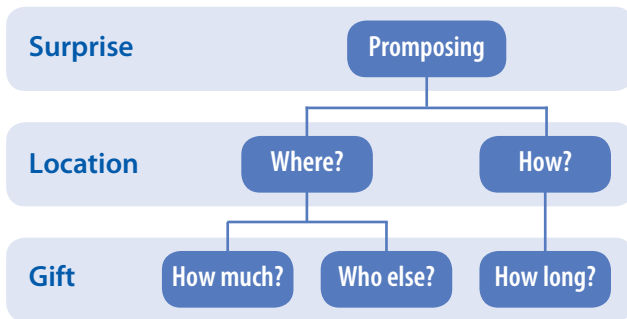 Surprise
Promposing
Location
Where?
How?
Gift
How much?
Who else?
How long?